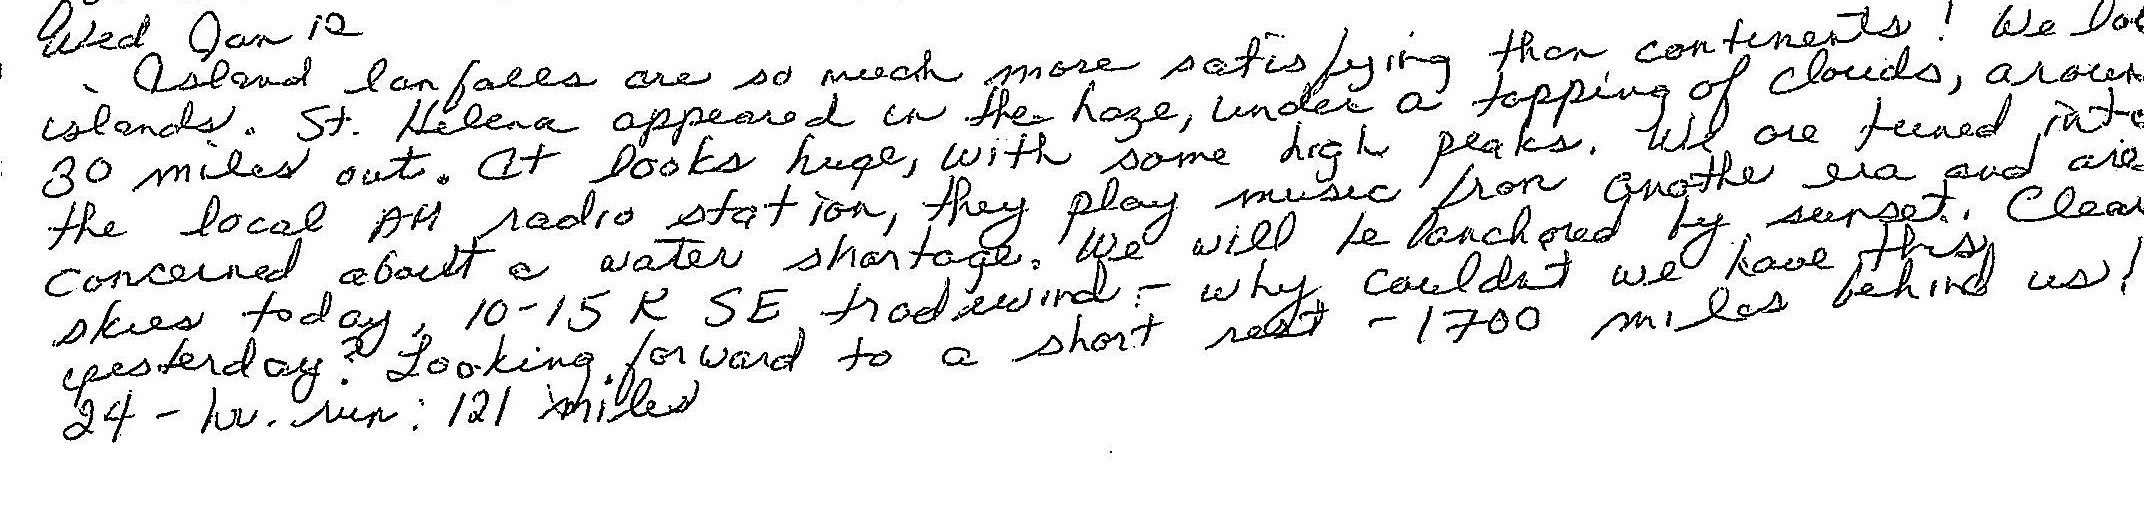 Wed Jan 12
Island lanfalls are so much more satisfying than continents! We lov
islands. St. Helena appeared in the haze, under a topping of clouds, aroun
30 miles out. It looks huge, with some high peaks. We are tuned into
the local AM radio station, they play music from anothe era and are
concerned about a water shortage. We will be anchored by sunset. Clear
skies today, 10-15 K SE tradewind - why couldnt we have this
yesterday? Looking forward to a short rest - 1700 miles behind us!
24-hr. run: 121 miles